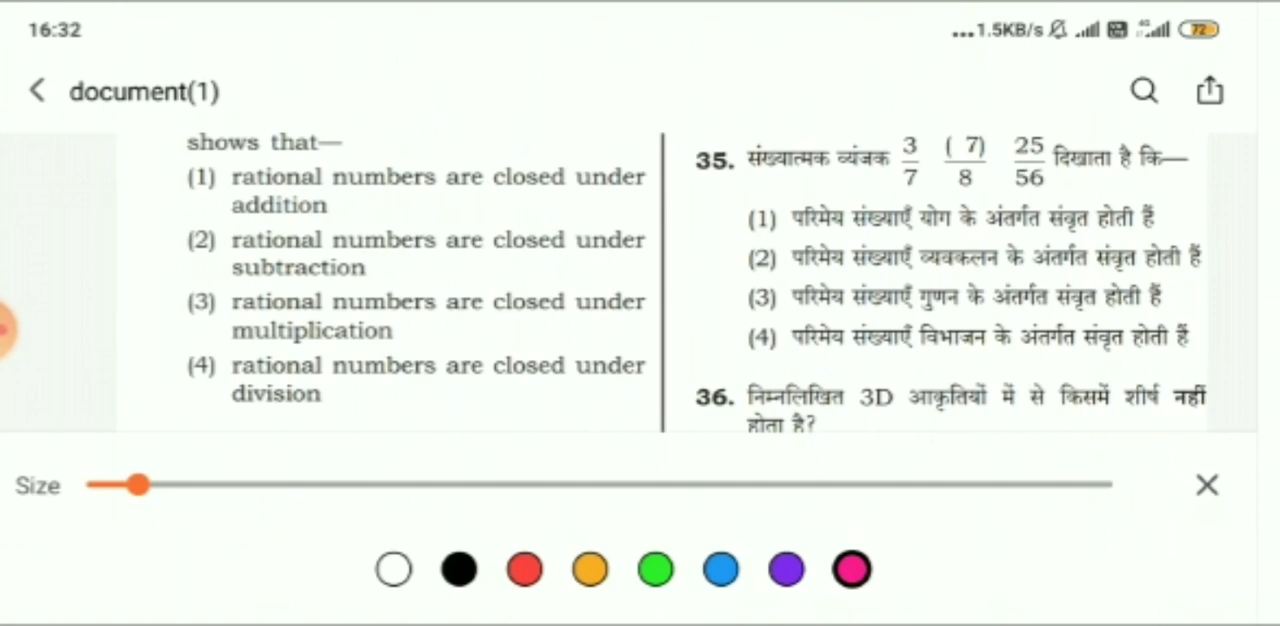 16:32
...1.5KB/s 4G 72
document(1)
shows that—
(1) rational numbers are closed under
addition
(2) rational numbers are closed under
subtraction
(3) rational numbers are closed under
multiplication
(4) rational numbers are closed under
division
35. संख्यात्मक व्यंजक 3/7 ( 7)/8 25/56 दिखाता है कि—
(1) परिमेय संख्याएँ योग के अंतर्गत संवृत होती हैं
(2) परिमेय संख्याएँ व्यवकलन के अंतर्गत संवृत होती हैं
(3) परिमेय संख्याएँ गुणन के अंतर्गत संवृत होती हैं
(4) परिमेय संख्याएँ विभाजन के अंतर्गत संवृत होती हैं
36. निम्नलिखित 3D आकृतियों में से किसमें शीर्ष नहीं
होता है?
Size